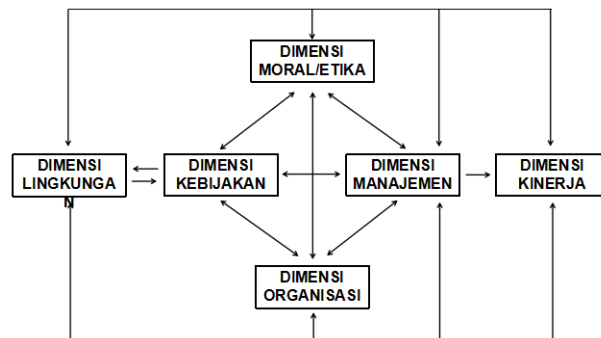 DIMENSI
MORAL/ETIKA
DIMENSI
LINGKUNGA
N
DIMENSI
KEBIJAKAN
DIMENSI
MANAJEMEN
DIMENSI
KINERJA
DIMENSI
ORGANISASI